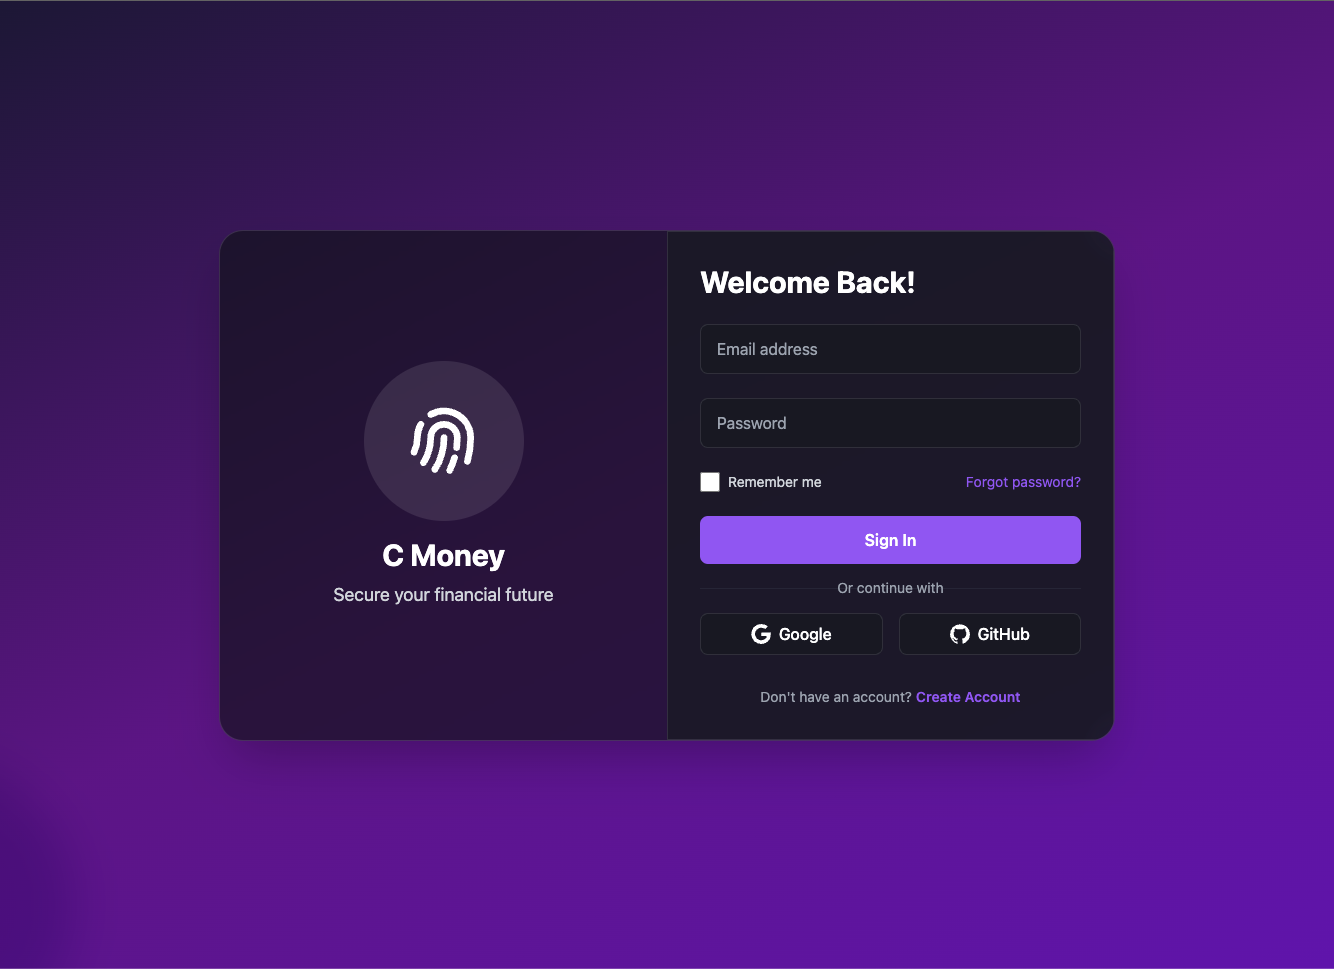 C Money
Secure your financial future
Welcome Back!
Email address
Password
Remember me
Forgot password?
Sign In
Or continue with
Google
GitHub
Don't have an account? Create Account